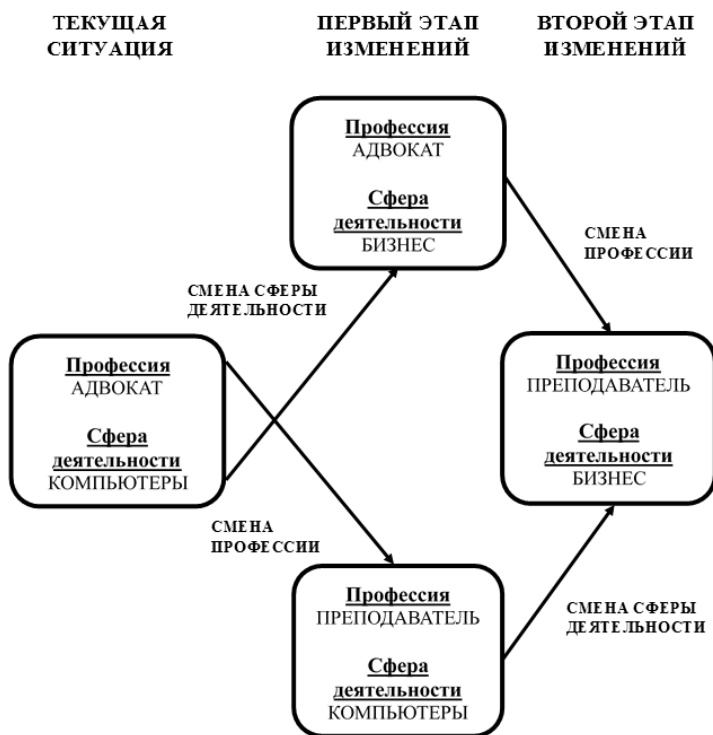 ТЕКУЩАЯ
СИТУАЦИЯ
ПЕРВЫЙ ЭТАП
ИЗМЕНЕНИЙ
ВТОРОЙ ЭТАП
ИЗМЕНЕНИЙ
Профессия
АДВОКАТ
Сфера
деятельности
БИЗНЕС
СМЕНА
ПРОФЕССИИ
СМЕНА СФЕРЫ
ДЕЯТЕЛЬНОСТИ
Профессия
АДВОКАТ
Сфера
деятельности
КОМПЬЮТЕРЫ
Профессия
ПРЕПОДАВАТЕЛЬ
Сфера
деятельности
БИЗНЕС
СМЕНА
ПРОФЕССИИ
Профессия
ПРЕПОДАВАТЕЛЬ
Сфера
деятельности
КОМПЬЮТЕРЫ
СМЕНА СФЕРЫ
ДЕЯТЕЛЬНОСТИ